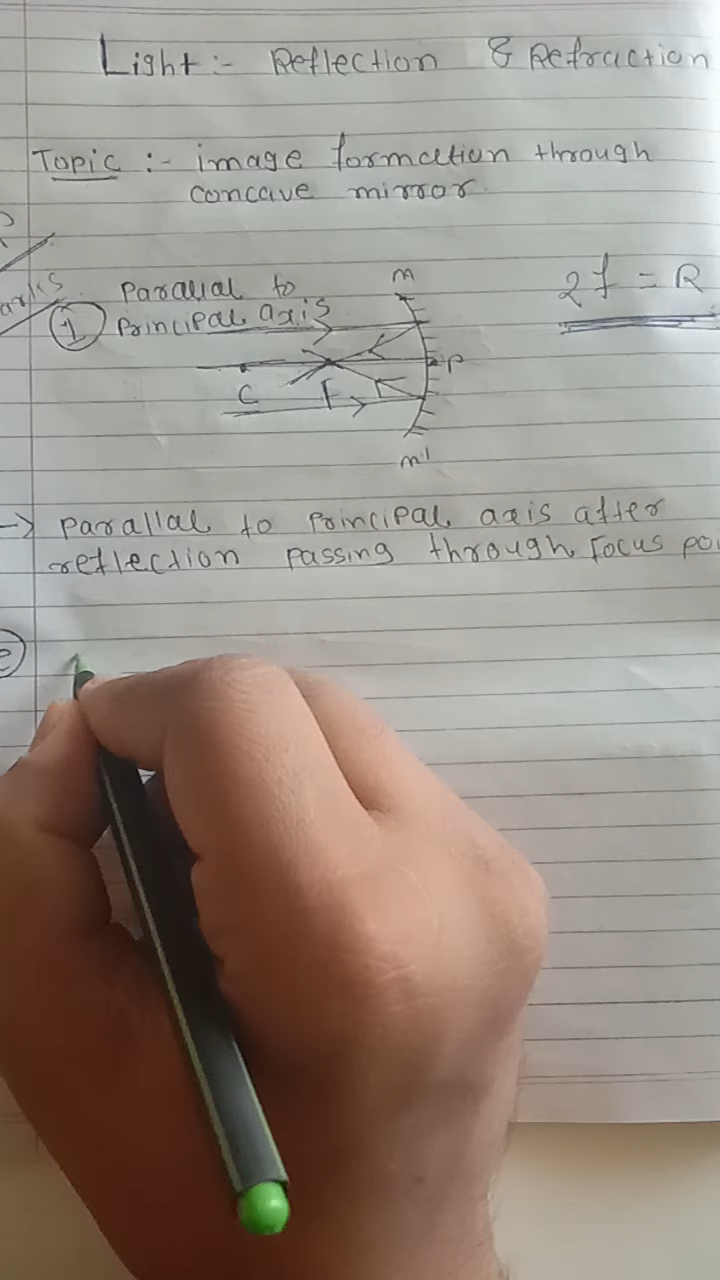 Light :- Reflection & Refraction
Topic :- image formation through
concave mirror
2f = R
① Parallal to
Principal axis
M
P
C F
M'
→ Parallal to Principal axis after
reflection passing through Focus
②